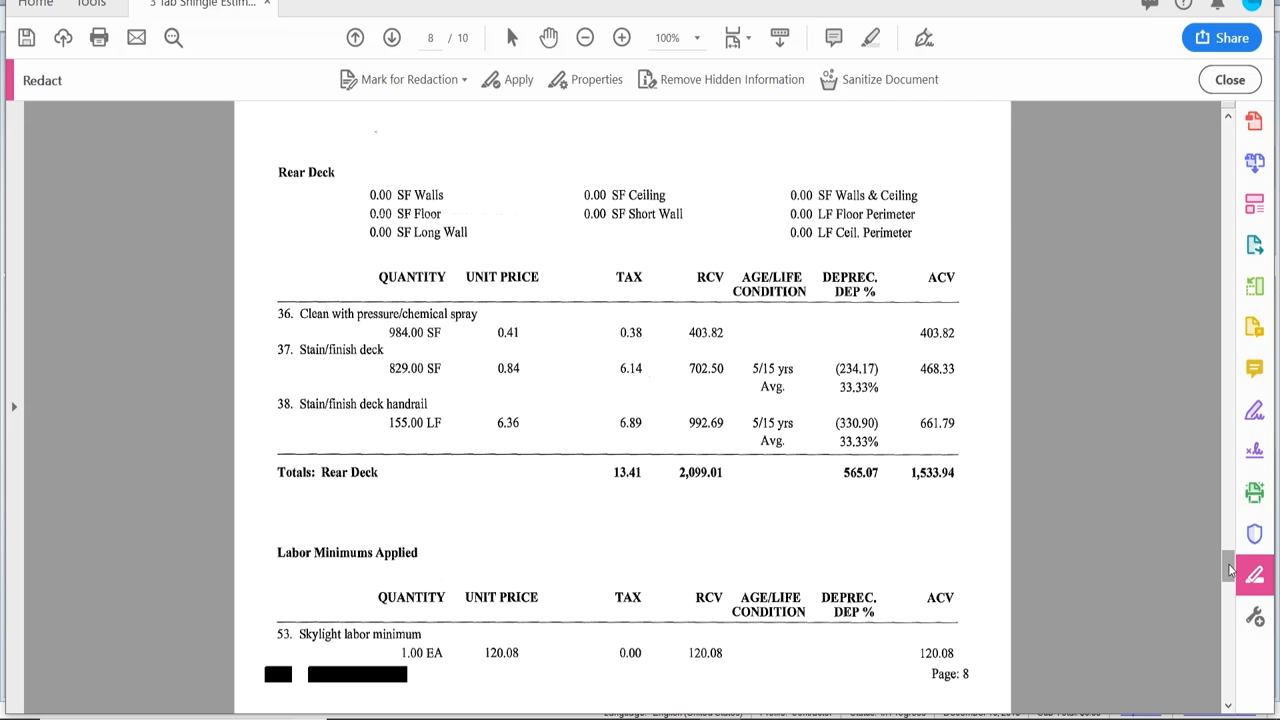 Home Tools 3 Tab Shingle Estim... ×
8 / 10 100% Share
Redact Mark for Redaction Apply Properties Remove Hidden Information Sanitize Document Close
Rear Deck
0.00 SF Walls 0.00 SF Ceiling 0.00 SF Walls & Ceiling
0.00 SF Floor 0.00 SF Short Wall 0.00 LF Floor Perimeter
0.00 SF Long Wall 0.00 LF Ceil. Perimeter
QUANTITY UNIT PRICE TAX RCV AGE/LIFE DEPREC. ACV
CONDITION DEP %
36. Clean with pressure/chemical spray
984.00 SF 0.41 0.38 403.82 403.82
37. Stain/finish deck
829.00 SF 0.84 6.14 702.50 5/15 yrs (234.17) 468.33
Avg. 33.33%
38. Stain/finish deck handrail
155.00 LF 6.36 6.89 992.69 5/15 yrs (330.90) 661.79
Avg. 33.33%
Totals: Rear Deck 13.41 2,099.01 565.07 1,533.94
Labor Minimums Applied
QUANTITY UNIT PRICE TAX RCV AGE/LIFE DEPREC. ACV
CONDITION DEP %
53. Skylight labor minimum
1.00 EA 120.08 0.00 120.08 120.08
Page: 8